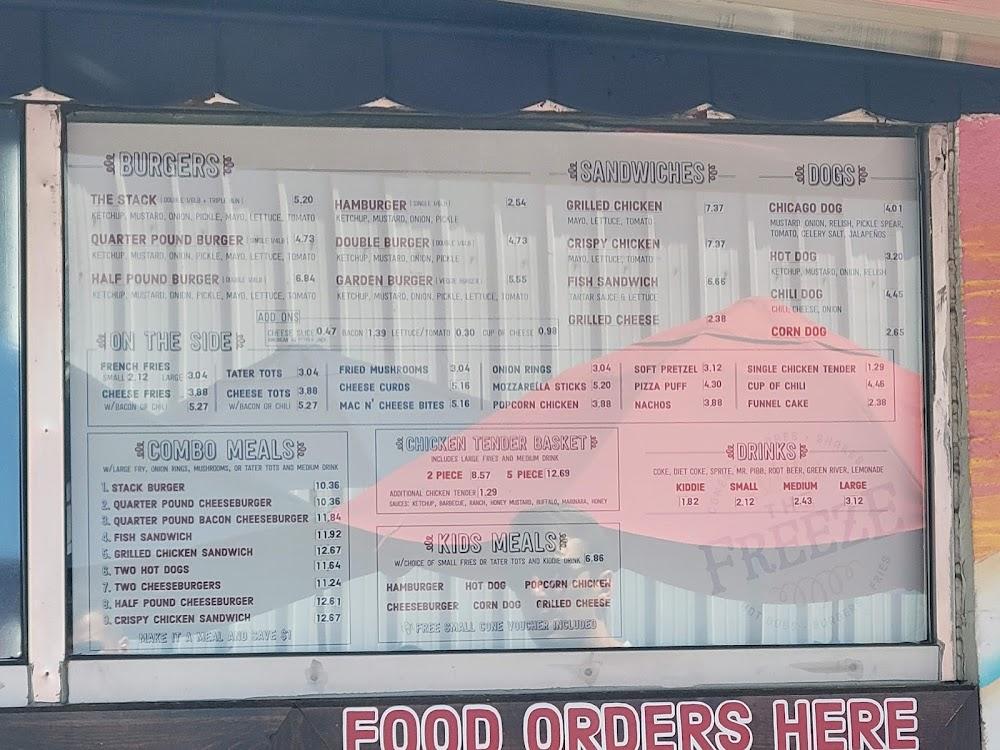 BURGERS
THE STACK 5.20
KETCHUP, MUSTARD, ONION, PICKLE, MAYO, LETTUCE, TOMATO
QUARTER POUND BURGER 4.73
KETCHUP, MUSTARD, ONION, PICKLE, MAYO, LETTUCE, TOMATO
HALF POUND BURGER 6.84
KETCHUP, MUSTARD, ONION, PICKLE, MAYO, LETTUCE, TOMATO
HAMBURGER 2.54
KETCHUP, MUSTARD, ONION, PICKLE
DOUBLE BURGER 4.73
KETCHUP, MUSTARD, ONION, PICKLE
GARDEN BURGER 5.55
KETCHUP, MUSTARD, ONION, PICKLE, LETTUCE, TOMATO
ADD ONS
CHEESE SLICE 0.47 BACON 1.39 LETTUCE/TOMATO 0.30 CUP OF CHEESE 0.98
SANDWICHES
GRILLED CHICKEN 7.37
MAYO, LETTUCE, TOMATO
CRISPY CHICKEN 7.37
MAYO, LETTUCE, TOMATO
FISH SANDWICH 6.66
TARTAR SAUCE & LETTUCE
GRILLED CHEESE 2.38
DOGS
CHICAGO DOG 4.01
MUSTARD, ONION, RELISH, PICKLE SPEAR,
TOMATO, CELERY SALT, JALAPEÑOS
HOT DOG 3.20
KETCHUP, MUSTARD, ONION, RELISH
CHILI DOG 4.45
CHILI, CHEESE, ONION
CORN DOG 2.65
ON THE SIDE
FRENCH FRIES
SMALL 2.12 LARGE 3.04
CHEESE FRIES 3.88
W/BACON OR CHILI 5.27
TATER TOTS 3.04
CHEESE TOTS 3.88
W/BACON OR CHILI 5.27
FRIED MUSHROOMS 3.04
CHEESE CURDS 5.16
MAC N' CHEESE BITES 5.16
ONION RINGS 3.04
MOZZARELLA STICKS 5.20
POPCORN CHICKEN 3.88
SOFT PRETZEL 3.12
PIZZA PUFF 4.30
NACHOS 3.88
SINGLE CHICKEN TENDER 1.29
CUP OF CHILI 4.46
FUNNEL CAKE 2.38
COMBO MEALS
W/LARGE FRY, ONION RINGS, MUSHROOMS, OR TATER TOTS AND MEDIUM DRINK
1. STACK BURGER 10.36
2. QUARTER POUND CHEESEBURGER 10.36
3. QUARTER POUND BACON CHEESEBURGER 11.84
4. FISH SANDWICH 11.92
5. GRILLED CHICKEN SANDWICH 12.67
6. TWO HOT DOGS 11.64
7. TWO CHEESEBURGERS 11.24
8. HALF POUND CHEESEBURGER 12.61
9. CRISPY CHICKEN SANDWICH 12.67
MAKE IT A MEAL AND SAVE $1
CHICKEN TENDER BASKET
INCLUDES LARGE FRIES AND MEDIUM DRINK
2 PIECE 8.57 5 PIECE 12.69
ADDITIONAL CHICKEN TENDER 1.29
SAUCES: KETCHUP, BARBECUE, RANCH, HONEY MUSTARD, BUFFALO, MARINARA, HONEY
KIDS MEALS
W/CHOICE OF SMALL FRIES OR TATER TOTS AND KIDDIE DRINK 6.86
HAMBURGER HOT DOG POPCORN CHICKEN
CHEESEBURGER CORN DOG GRILLED CHEESE
FREE SMALL CONE VOUCHER INCLUDED
DRINKS
COKE, DIET COKE, SPRITE, MR. PIBB, ROOT BEER, GREEN RIVER, LEMONADE
KIDDIE SMALL MEDIUM LARGE
1.82 2.12 2.43 3.12
THE
FREEZE
FOOD ORDERS HERE